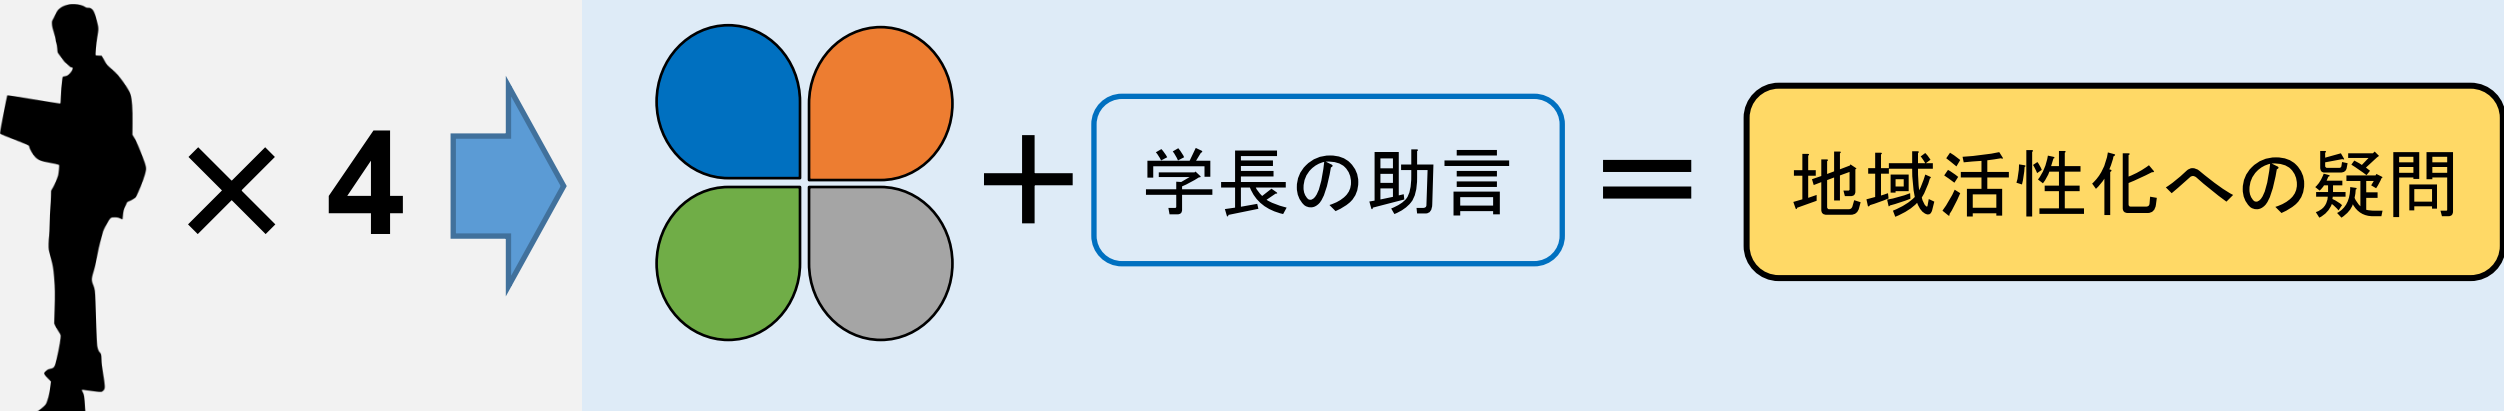 × 4
+
学長の助言
=
地域活性化への疑問